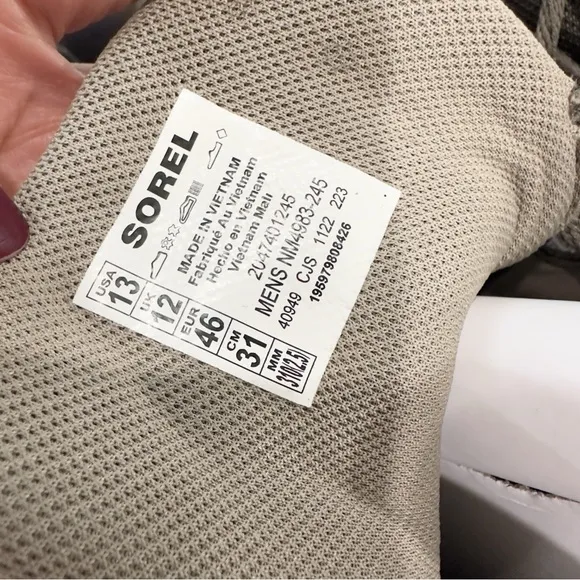 SOREL
MADE IN VIETNAM
Fabriqué Au Vietnam
Hecho en Vietnam
Vietnam Malı
2047401245
MENS NM4983-245
40949 CJS 1122 223
195979808426
USA 13
UK 12
EUR 46
CM 31
MM 310(2.5)